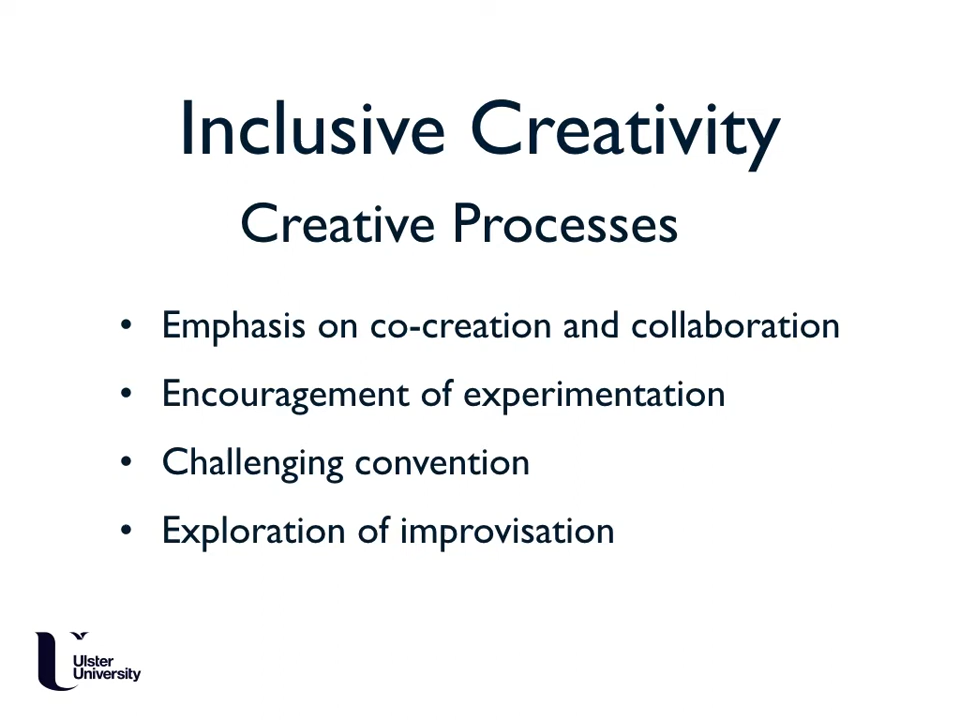 Inclusive Creativity
Creative Processes
• Emphasis on co-creation and collaboration
• Encouragement of experimentation
• Challenging convention
• Exploration of improvisation
Ulster
University